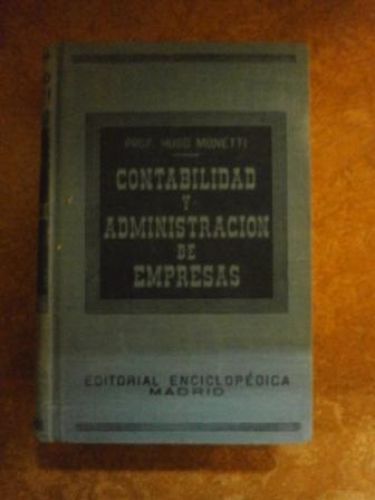 PROF. HUGO MONETTI
CONTABILIDAD
Y
ADMINISTRACION
DE
EMPRESAS
EDITORIAL ENCICLOPÉDICA
MADRID